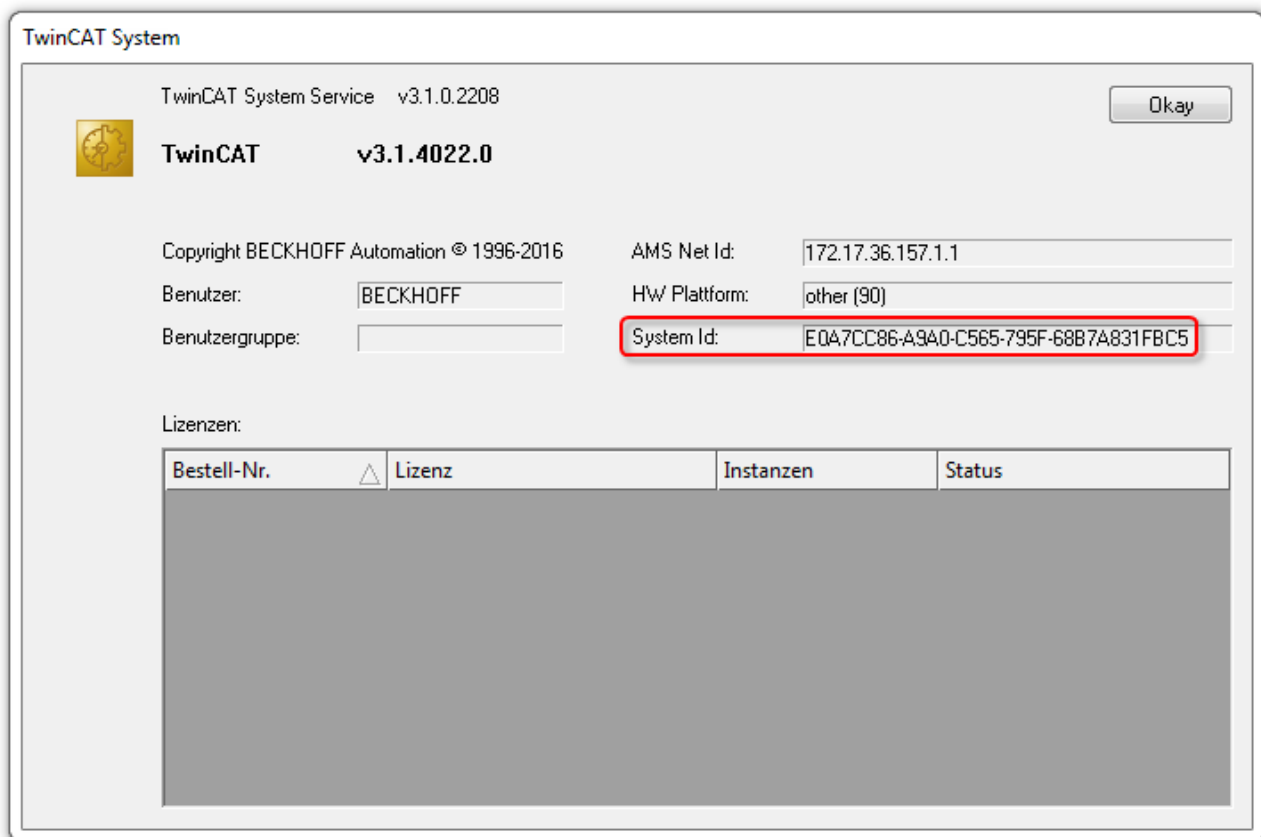 TwinCAT System
TwinCAT System Service v3.1.0.2208
Okay
TwinCAT v3.1.4022.0
Copyright BECKHOFF Automation © 1996-2016
AMS Net Id: 172.17.36.157.1.1
Benutzer: BECKHOFF
HW Plattform: other (90)
Benutzergruppe:
System Id: E0A7CC86-A9A0-C565-795F-68B7A831FBC5
Lizenzen:
Bestell-Nr. Lizenz Instanzen Status